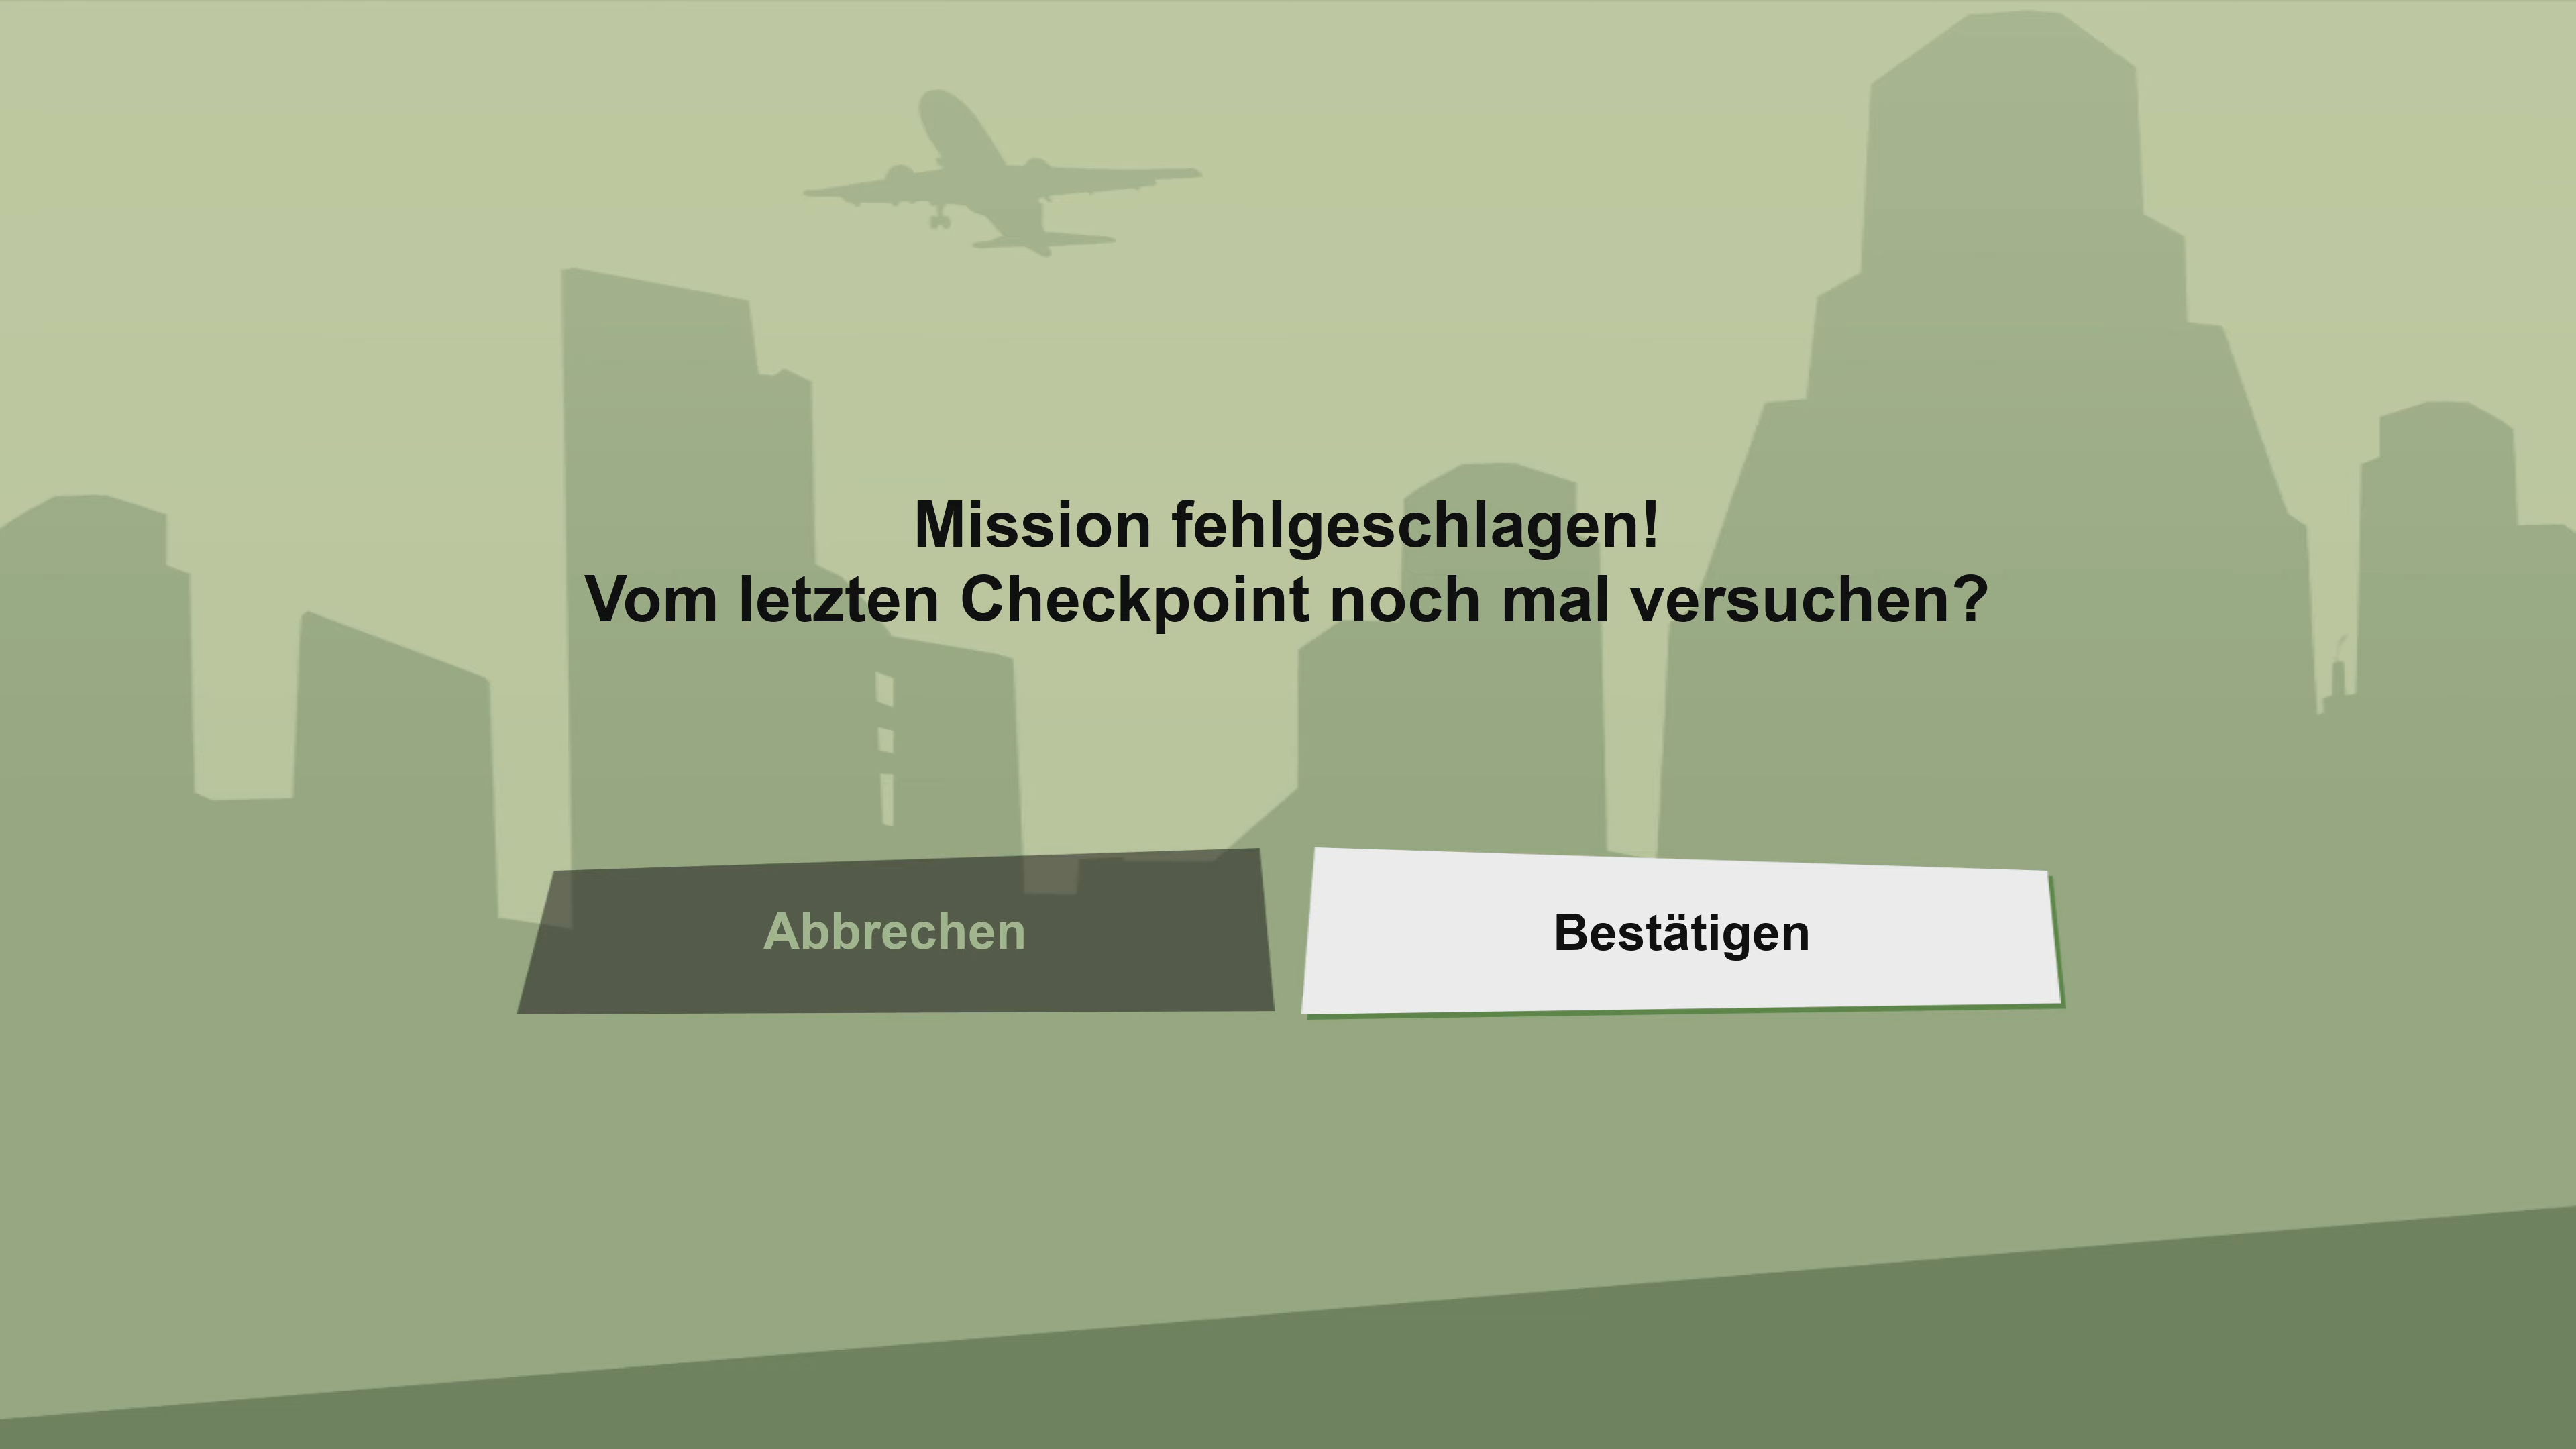 Mission fehlgeschlagen!
Vom letzten Checkpoint noch mal versuchen?
Abbrechen
Bestätigen